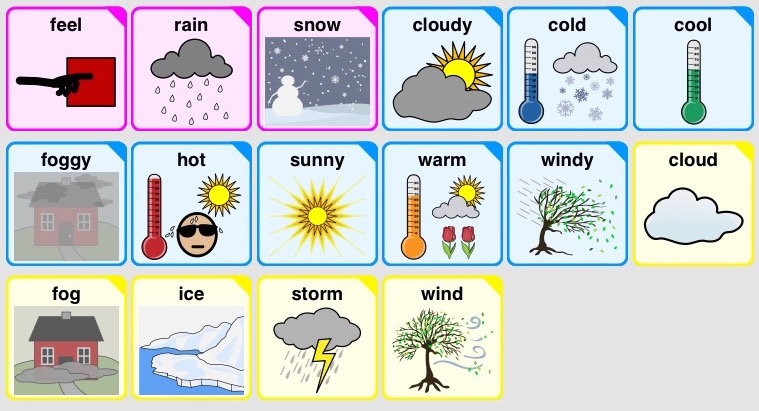 feel
rain
snow
cloudy
cold
cool
foggy
hot
sunny
warm
windy
cloud
fog
ice
storm
wind